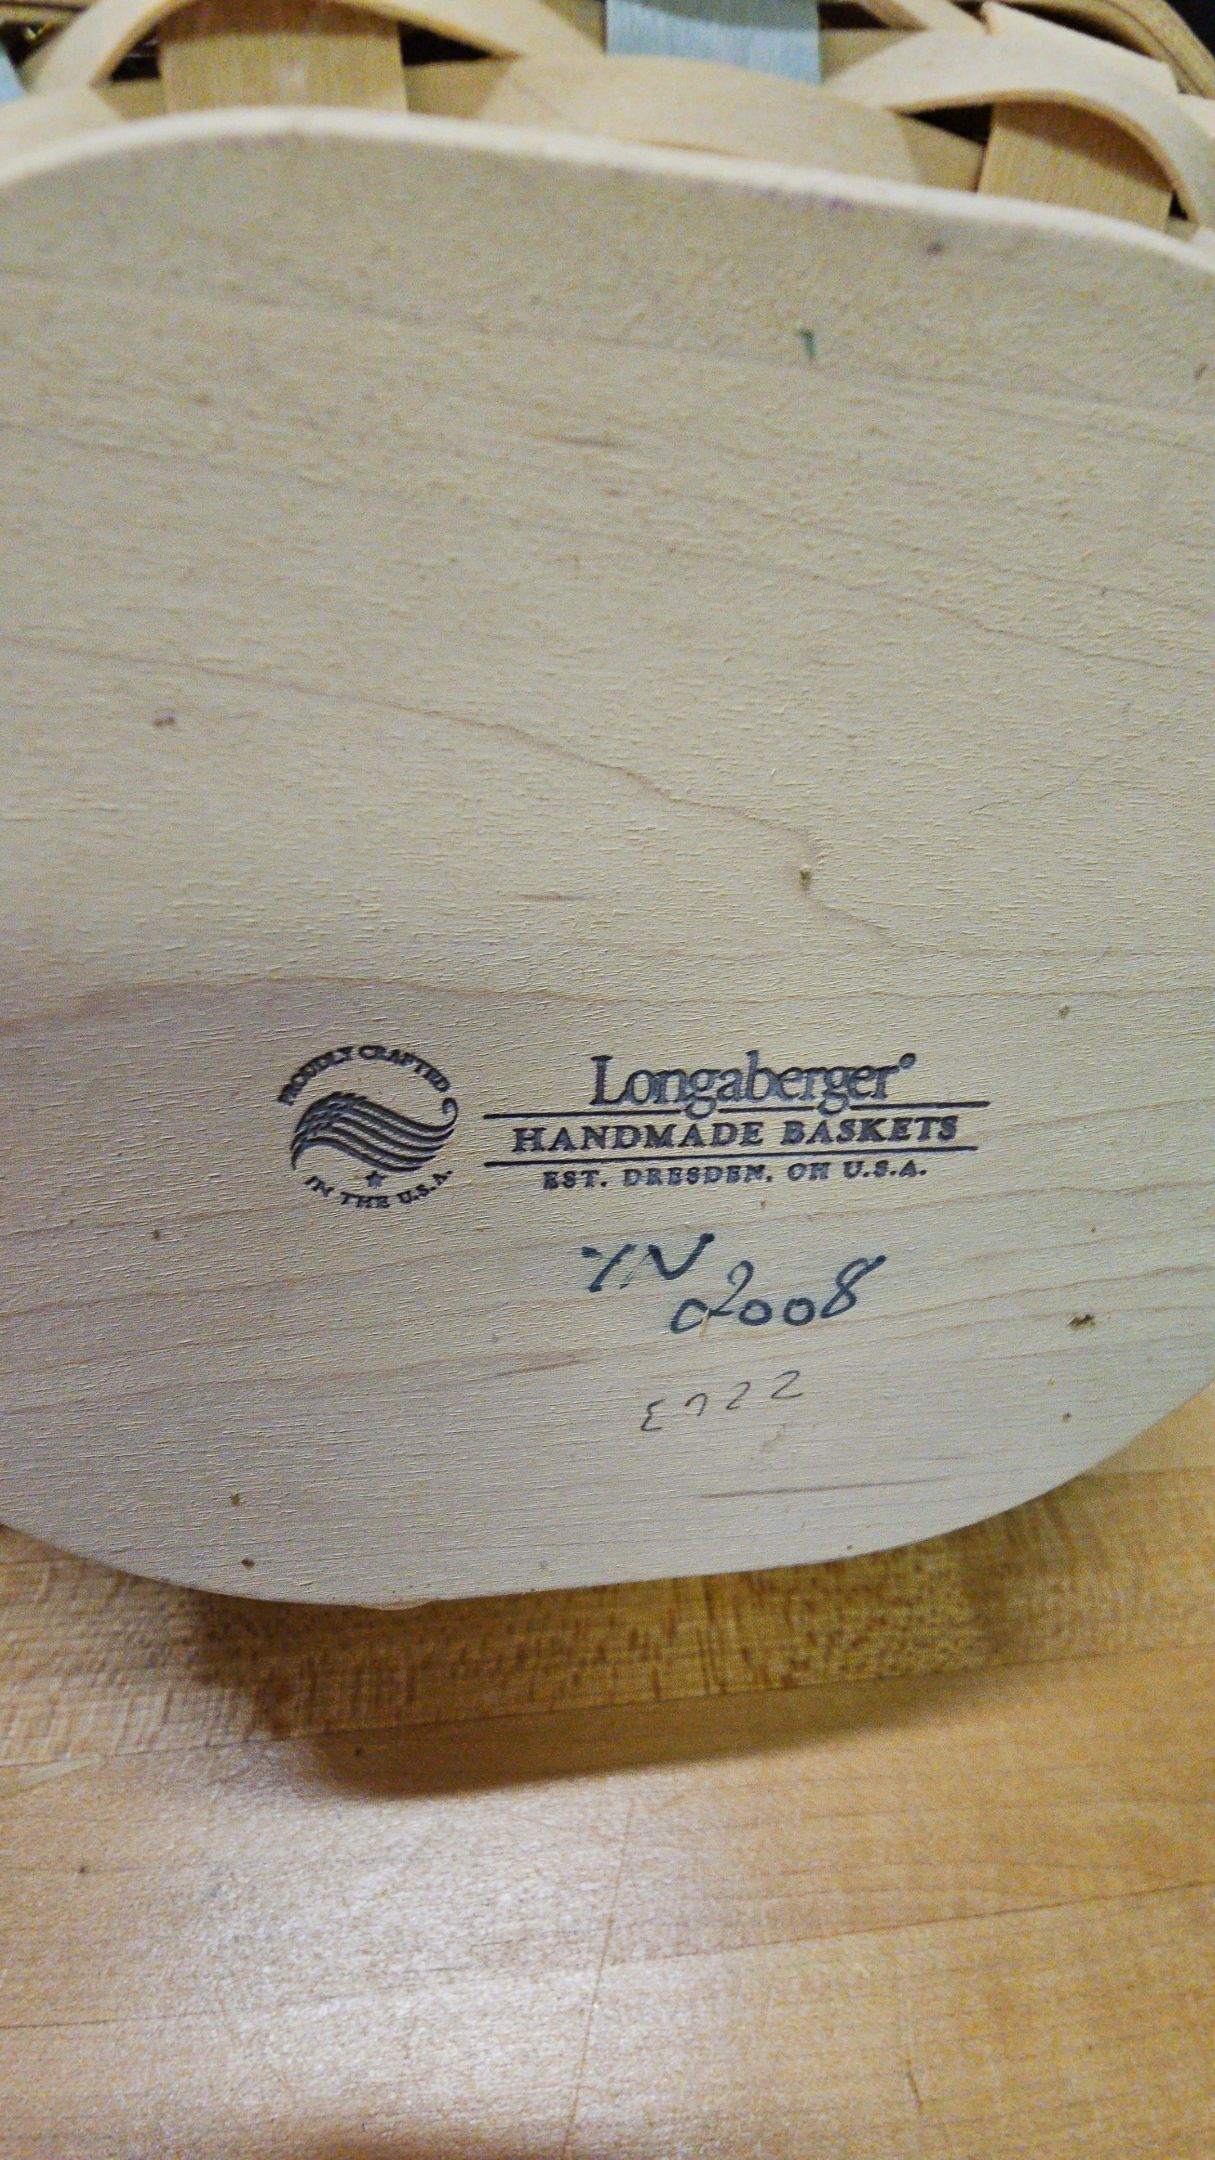 PROUDLY CRAFTED
IN THE U.S.A.
Longaberger®
HANDMADE BASKETS
EST. DRESDEN, OH U.S.A.
2008